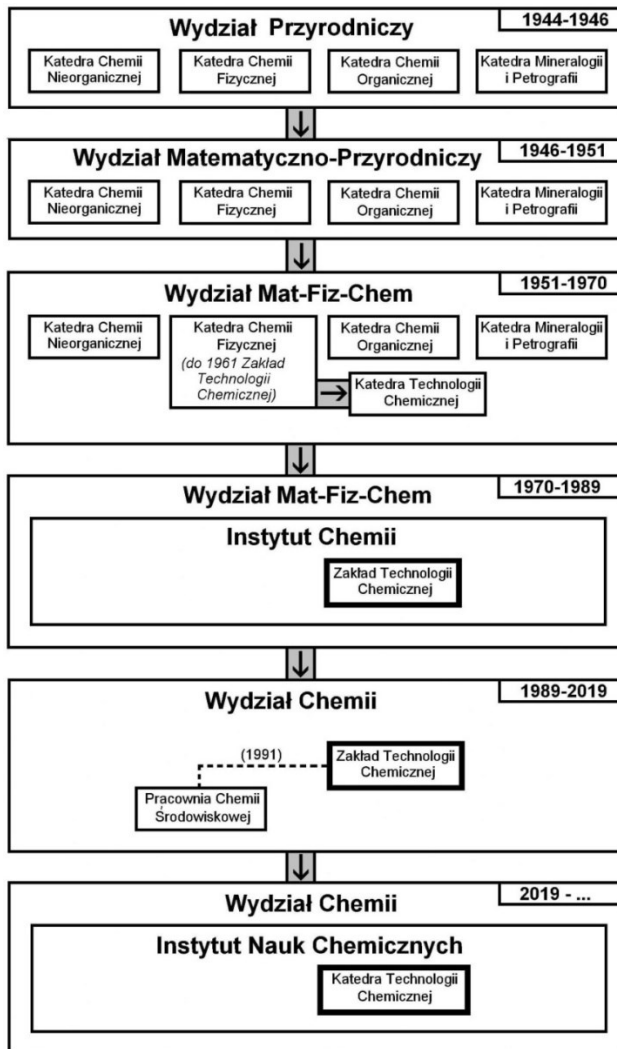 Wydział Przyrodniczy
1944-1946
Katedra Chemii
Nieorganicznej
Katedra Chemii
Fizycznej
Katedra Chemii
Organicznej
Katedra Mineralogii
i Petrografii
Wydział Matematyczno-Przyrodniczy
1946-1951
Katedra Chemii
Nieorganicznej
Katedra Chemii
Fizycznej
Katedra Chemii
Organicznej
Katedra Mineralogii
i Petrografii
Wydział Mat-Fiz-Chem
1951-1970
Katedra Chemii
Nieorganicznej
Katedra Chemii
Fizycznej
(do 1961 Zakład
Technologii
Chemicznej)
Katedra Chemii
Organicznej
Katedra Mineralogii
i Petrografii
Katedra Technologii
Chemicznej
Wydział Mat-Fiz-Chem
1970-1989
Instytut Chemii
Zakład Technologii
Chemicznej
Wydział Chemii
1989-2019
(1991)
Zakład Technologii
Chemicznej
Pracownia Chemii
Środowiskowej
Wydział Chemii
2019 - ...
Instytut Nauk Chemicznych
Katedra Technologii
Chemicznej